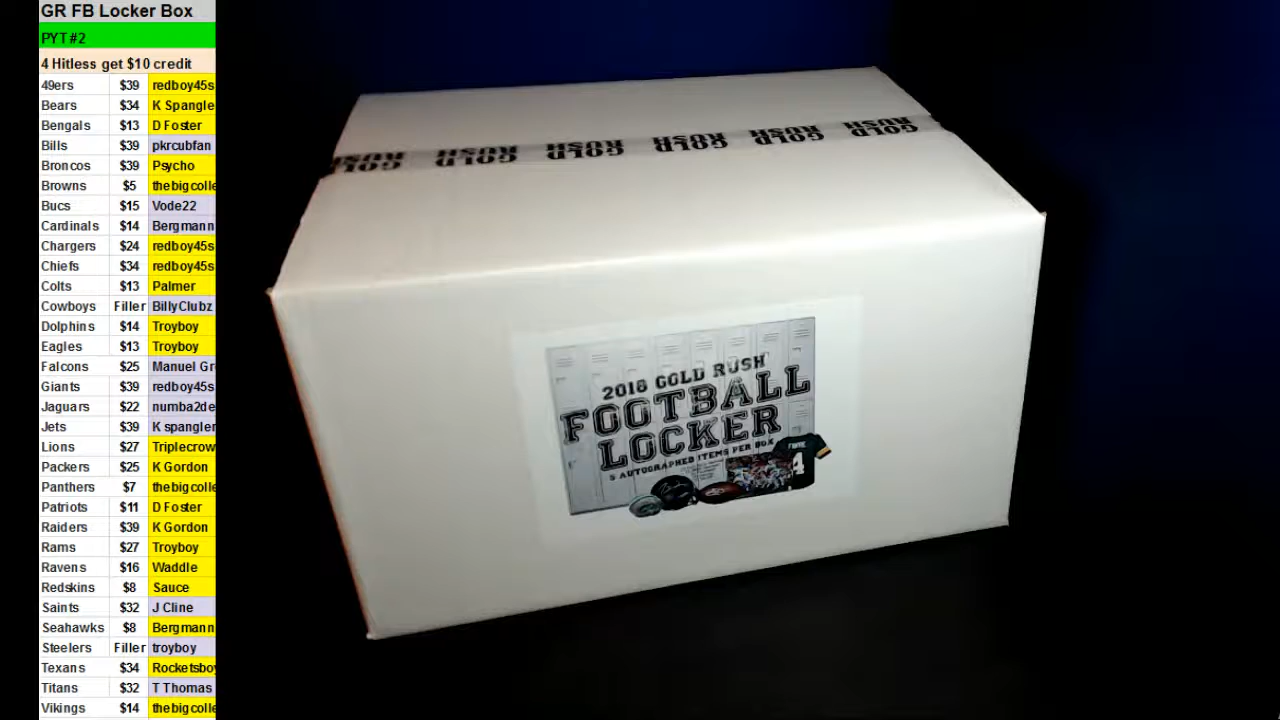 GR FB Locker Box
PYT #2
4 Hitless get $10 credit
49ers $39 redboy45s
Bears $34 K Spangle
Bengals $13 D Foster
Bills $39 pkrcubfan
Broncos $39 Psycho
Browns $5 thebigcolle
Bucs $15 Vode22
Cardinals $14 Bergmann
Chargers $24 redboy45s
Chiefs $34 redboy45s
Colts $13 Palmer
Cowboys Filler BillyClubz
Dolphins $14 Troyboy
Eagles $13 Troyboy
Falcons $25 Manuel Gr
Giants $39 redboy45s
Jaguars $22 numba2de
Jets $39 K spangler
Lions $27 Triplecrow
Packers $25 K Gordon
Panthers $7 thebigcolle
Patriots $11 D Foster
Raiders $39 K Gordon
Rams $27 Troyboy
Ravens $16 Waddle
Redskins $8 Sauce
Saints $32 J Cline
Seahawks $8 Bergmann
Steelers Filler troyboy
Texans $34 Rocketsboy
Titans $32 T Thomas
Vikings $14 thebigcolle
GOLD RUSH GOLD RUSH GOLD RUSH GOLD RUSH GOLD RUSH GOLD RUSH
2018 GOLD RUSH
FOOTBALL
LOCKER
5 AUTOGRAPHED ITEMS PER BOX
4